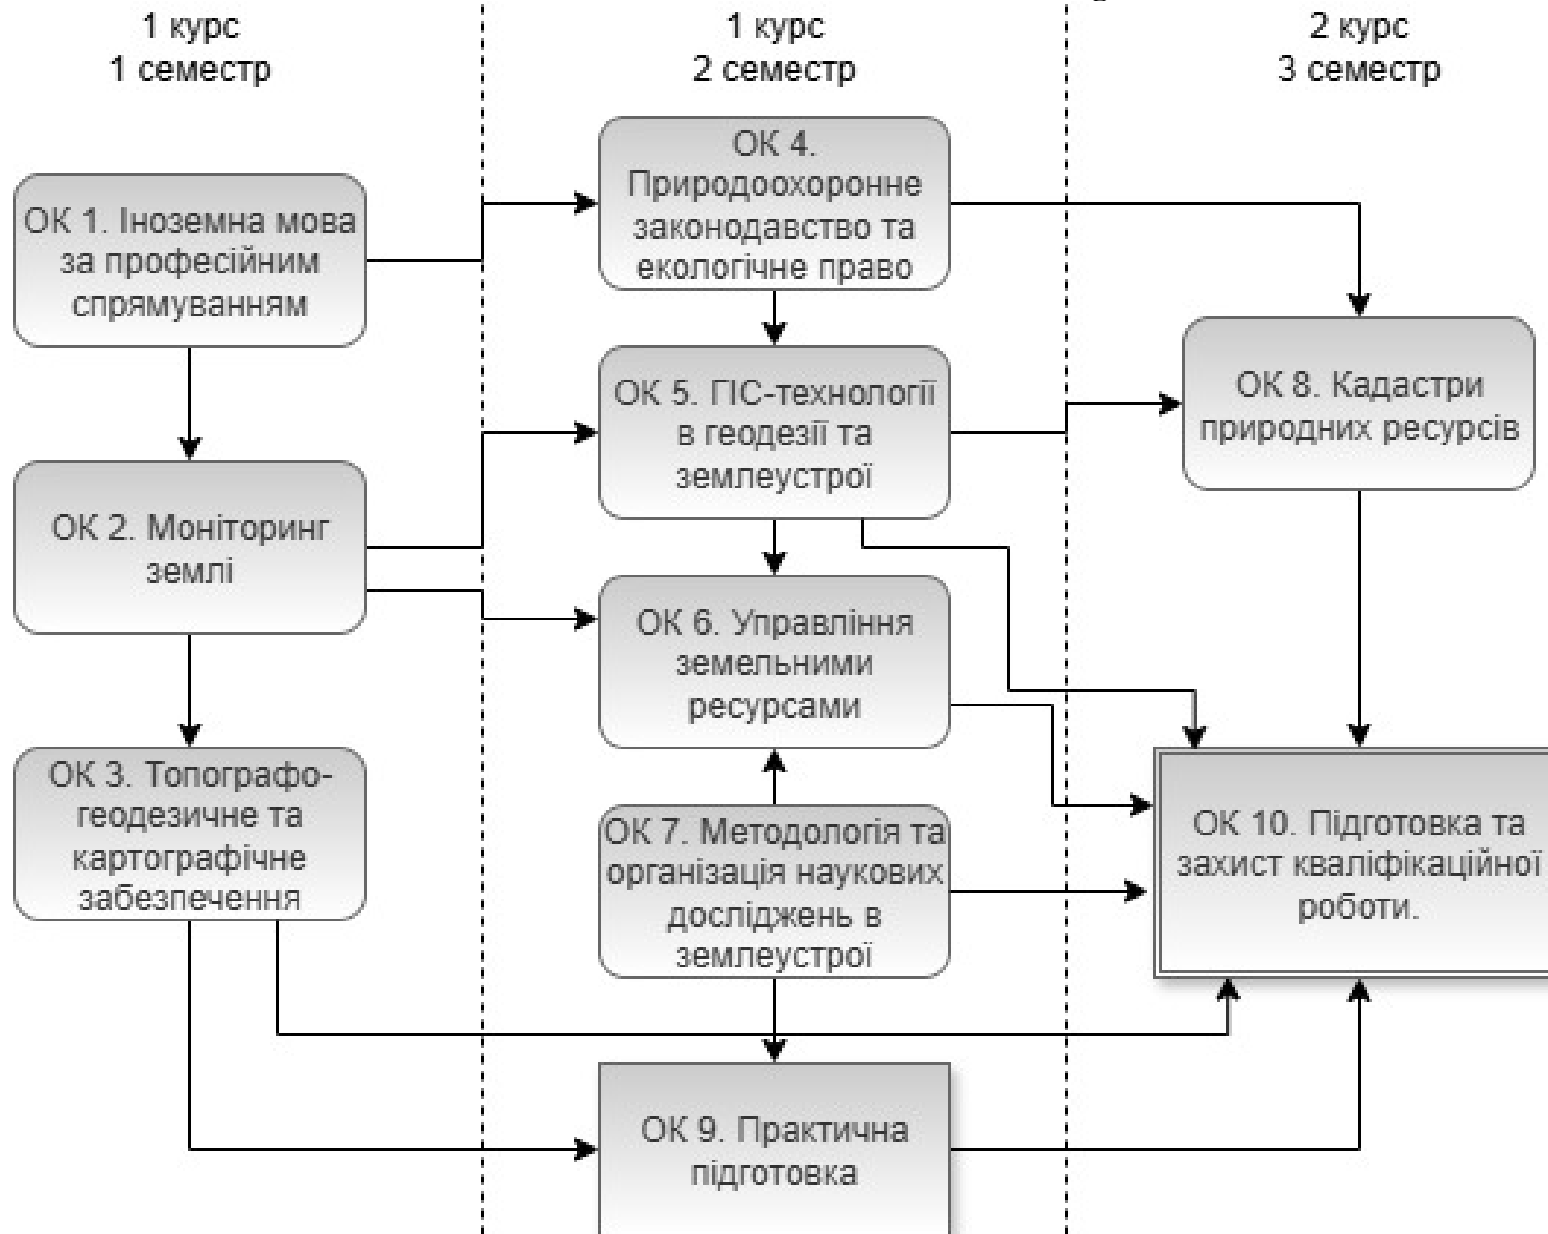 1 курс
1 семестр
1 курс
2 семестр
2 курс
3 семестр
ОК 1. Іноземна мова
за професійним
спрямуванням
ОК 2. Моніторинг
землі
ОК 3. Топографо-
геодезичне та
картографічне
забезпечення
ОК 4.
Природоохоронне
законодавство та
екологічне право
ОК 5. ГІС-технології
в геодезії та
землеустрої
ОК 6. Управління
земельними
ресурсами
ОК 7. Методологія та
організація наукових
досліджень в
землеустрої
ОК 9. Практична
підготовка
ОК 8. Кадастри
природних ресурсів
ОК 10. Підготовка та
захист кваліфікаційної
роботи.